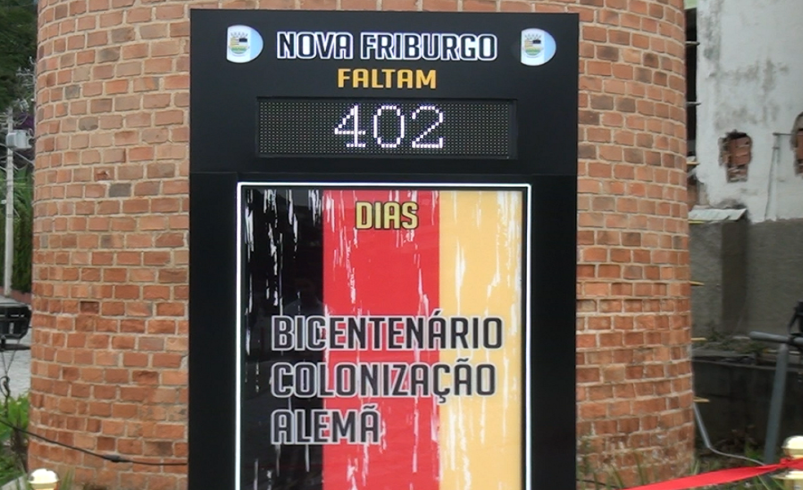 NOVA FRIBURGO
FALTAM
402
DIAS
BICENTENÁRIO
COLONIZAÇÃO
ALEMÃ